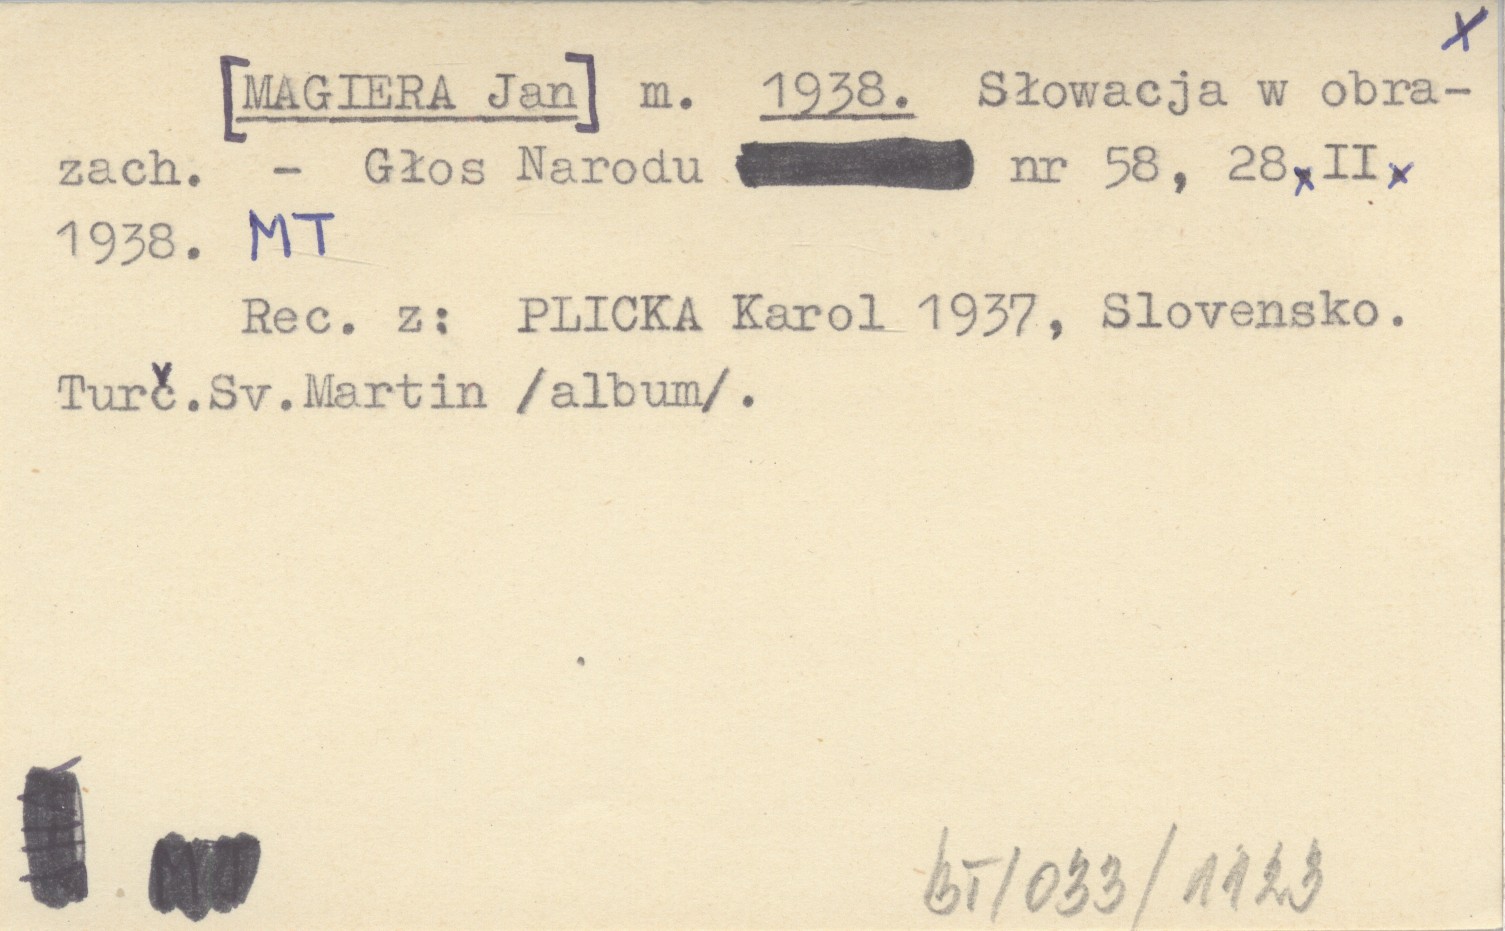 x
[MAGIERA Jan] m. 1938. Słowacja w obra-
zach. - Głos Narodu nr 58, 28 x II x
1938. MT
Rec. z: PLICKA Karol 1937, Slovensko.
Turč.Sv.Martin /album/.
BI/033/1123